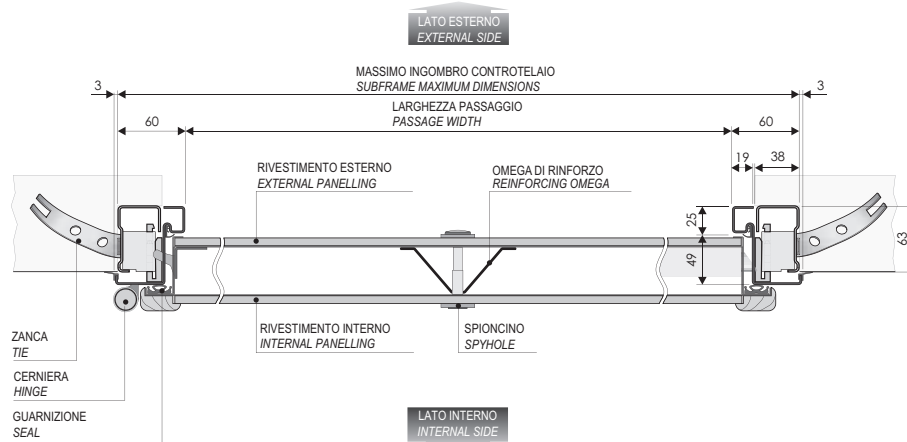 LATO ESTERNO
EXTERNAL SIDE
MASSIMO INGOMBRO CONTROTELAIO
SUBFRAME MAXIMUM DIMENSIONS
3
3
LARGHEZZA PASSAGGIO
PASSAGE WIDTH
60
60
19
38
RIVESTIMENTO ESTERNO
EXTERNAL PANELLING
OMEGA DI RINFORZO
REINFORCING OMEGA
25
63
49
RIVESTIMENTO INTERNO
INTERNAL PANELLING
SPIONCINO
SPYHOLE
ZANCA
TIE
CERNIERA
HINGE
GUARNIZIONE
SEAL
LATO INTERNO
INTERNAL SIDE